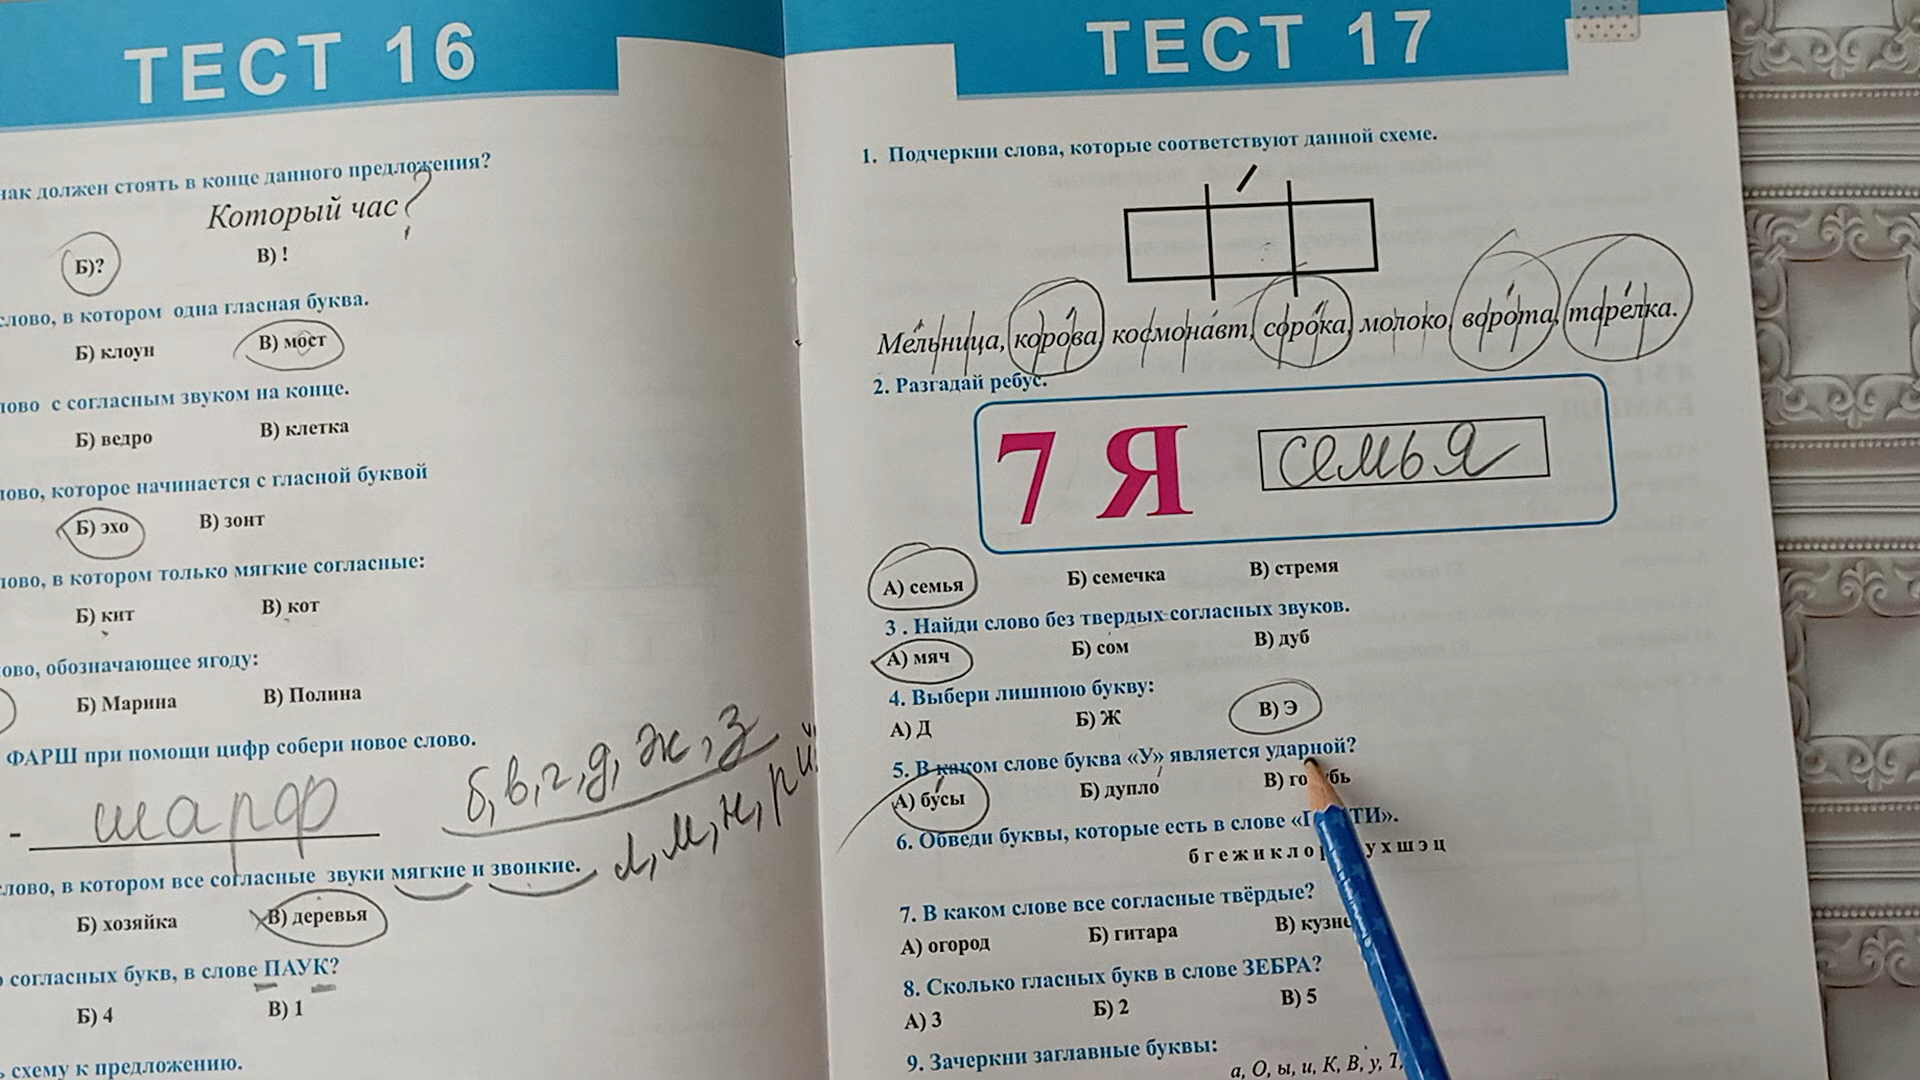 ТЕСТ 16
нак должен стоять в конце данного предложения?
Который час ?
Б)? В) !
слово, в котором одна гласная буква.
Б) клоун В) мост
лово с согласным звуком на конце.
Б) ведро В) клетка
лово, которое начинается с гласной буквой
Б) эхо В) зонт
лово, в котором только мягкие согласные:
Б) кит В) кот
ово, обозначающее ягоду:
Б) Марина В) Полина
ФАРШ при помощи цифр собери новое слово.
- шарф
б, в, г, д, ж, з
л, м, н, р й
слово, в котором все согласные звуки мягкие и звонкие.
Б) хозяйка В) деревья
о согласных букв, в слове ПАУК?
Б) 4 В) 1
ь схему к предложению.
ТЕСТ 17
1. Подчеркни слова, которые соответствуют данной схеме.
Мельница, корова, космонавт, сорока, молоко, ворота, тарелка.
2. Разгадай ребус.
7 Я семья
А) семья Б) семечка В) стремя
3 . Найди слово без твердых согласных звуков.
А) мяч Б) сом В) дуб
4. Выбери лишнюю букву:
А) Д Б) Ж В) Э
5. В каком слове буква «У» является ударной?
А) бусы Б) дупло В) го убь
6. Обведи буквы, которые есть в слове « ТИ».
б г е ж и к л о р у х ш э ц
7. В каком слове все согласные твёрдые?
А) огород Б) гитара В) кузне
8. Сколько гласных букв в слове ЗЕБРА?
А) 3 Б) 2 В) 5
9. Зачеркни заглавные буквы:
а, О, ы, и, К, В, у, Т,